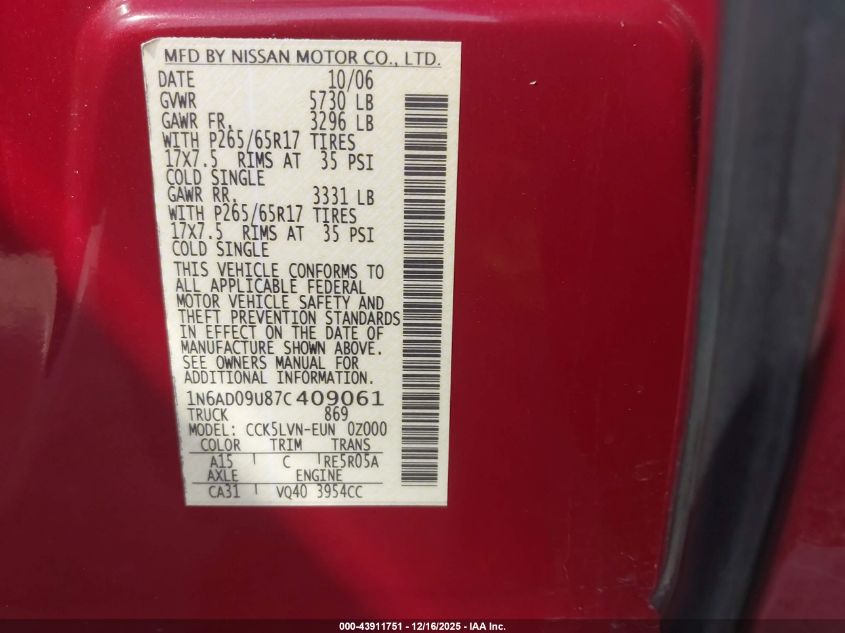 MFD BY NISSAN MOTOR CO., LTD.
DATE 10/06
GVWR 5730 LB
GAWR FR. 3296 LB
WITH P265/65R17 TIRES
17X7.5 RIMS AT 35 PSI
COLD SINGLE
GAWR RR. 3331 LB
WITH P265/65R17 TIRES
17X7.5 RIMS AT 35 PSI
COLD SINGLE
THIS VEHICLE CONFORMS TO
ALL APPLICABLE FEDERAL
MOTOR VEHICLE SAFETY AND
THEFT PREVENTION STANDARDS
IN EFFECT ON THE DATE OF
MANUFACTURE SHOWN ABOVE.
SEE OWNERS MANUAL FOR
ADDITIONAL INFORMATION.
1N6AD09U87C409061
TRUCK 869
MODEL: CCK5LVN-EUN 0Z000
COLOR TRIM TRANS
A15 C RE5R05A
AXLE ENGINE
CA31 VQ40 3954CC
000-43911751 - 12/16/2025 - IAA Inc.